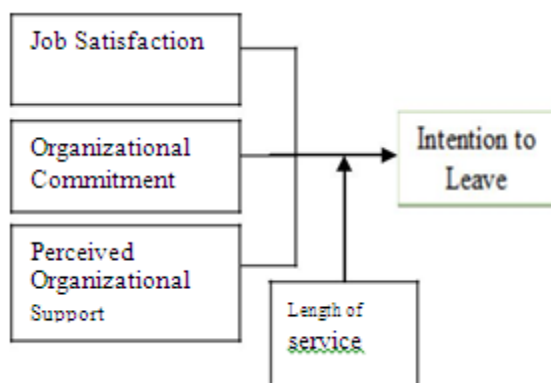 Job Satisfaction
Organizational
Commitment
Perceived
Organizational
Support
Intention to
Leave
Length of
service